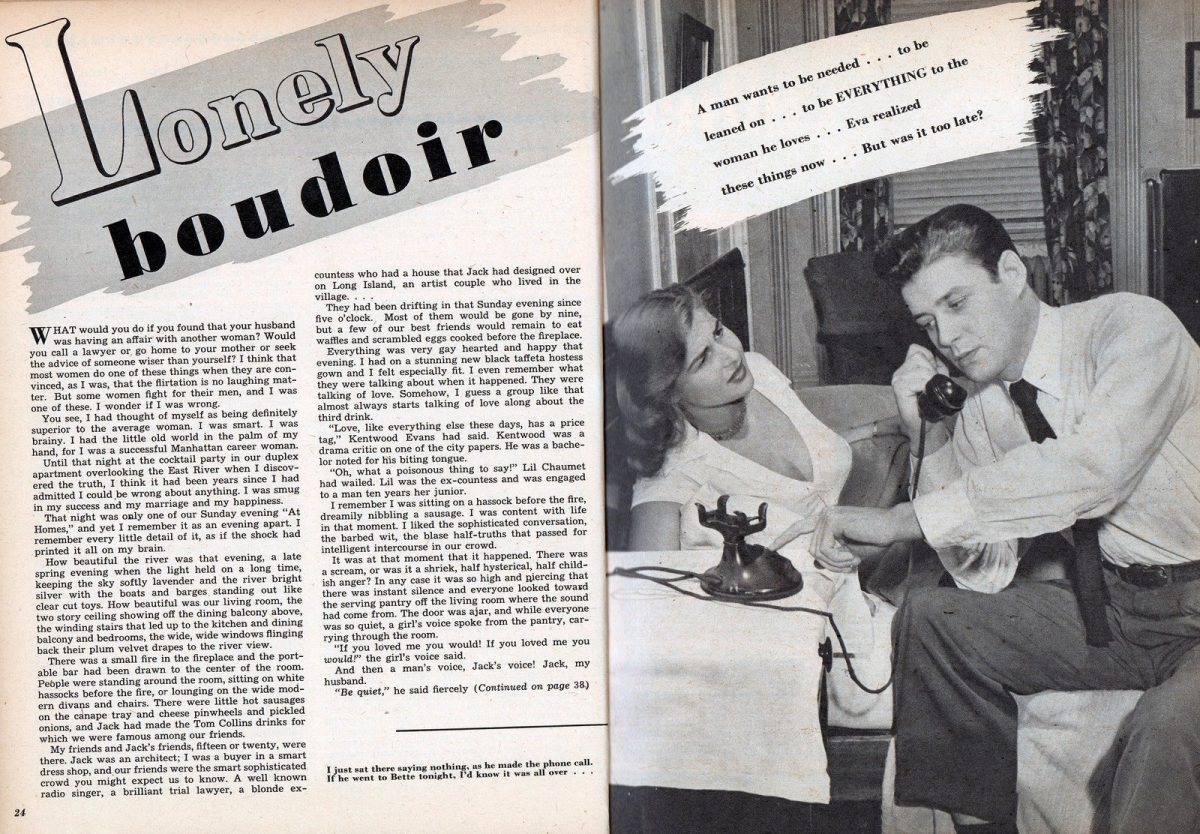 Lonely
boudoir
WHAT would you do if you found that your husband
was having an affair with another woman? Would
you call a lawyer or go home to your mother or seek
the advice of someone wiser than yourself? I think that
most women do one of these things when they are con-
vinced, as I was, that the flirtation is no laughing mat-
ter. But some women fight for their men, and I was
one of these. I wonder if I was wrong.
You see, I had thought of myself as being definitely
superior to the average woman. I was smart. I was
brainy. I had the little old world in the palm of my
hand, for I was a successful Manhattan career woman.
Until that night at the cocktail party in our duplex
apartment overlooking the East River when I discov-
ered the truth, I think it had been years since I had
admitted I could be wrong about anything. I was smug
in my success and my marriage and my happiness.
That night was only one of our Sunday evening “At
Homes,” and yet I remember it as an evening apart. I
remember every little detail of it, as if the shock had
printed it all on my brain.
How beautiful the river was that evening, a late
spring evening when the light held on a long time,
keeping the sky softly lavender and the river bright
silver with the boats and barges standing out like
clear cut toys. How beautiful was our living room, the
two story ceiling showing off the dining balcony above,
the winding stairs that led up to the kitchen and dining
balcony and bedrooms, the wide, wide windows flinging
back their plum velvet drapes to the river view.
There was a small fire in the fireplace and the port-
able bar had been drawn to the center of the room.
People were standing around the room, sitting on white
hassocks before the fire, or lounging on the wide mod-
ern divans and chairs. There were little hot sausages
on the canape tray and cheese pinwheels and pickled
onions, and Jack had made the Tom Collins drinks for
which we were famous among our friends.
My friends and Jack's friends, fifteen or twenty, were
there. Jack was an architect; I was a buyer in a smart
dress shop, and our friends were the smart sophisticated
crowd you might expect us to know. A well known
radio singer, a brilliant trial lawyer, a blonde ex-
countess who had a house that Jack had designed over
on Long Island, an artist couple who lived in the
village. . . .
They had been drifting in that Sunday evening since
five o'clock. Most of them would be gone by nine,
but a few of our best friends would remain to eat
waffles and scrambled eggs cooked before the fireplace.
Everything was very gay hearted and happy that
evening. I had on a stunning new black taffeta hostess
gown and I felt especially fit. I even remember what
they were talking about when it happened. They were
talking of love. Somehow, I guess a group like that
almost always starts talking of love along about the
third drink.
“Love, like everything else these days, has a price
tag,” Kentwood Evans had said. Kentwood was a
drama critic on one of the city papers. He was a bache-
lor noted for his biting tongue.
“Oh, what a poisonous thing to say!” Lil Chaumet
had wailed. Lil was the ex-countess and was engaged
to a man ten years her junior.
I remember I was sitting on a hassock before the fire,
dreamily nibbling a sausage. I was content with life
in that moment. I liked the sophisticated conversation,
the barbed wit, the blase half-truths that passed for
intelligent intercourse in our crowd.
It was at that moment that it happened. There was
a scream, or was it a shriek, half hysterical, half child-
ish anger? In any case it was so high and piercing that
there was instant silence and everyone looked toward
the serving pantry off the living room where the sound
had come from. The door was ajar, and while everyone
was so quiet, a girl's voice spoke from the pantry, car-
rying through the room.
“If you loved me you would! If you loved me you
would!” the girl's voice said.
And then a man's voice, Jack's voice! Jack, my
husband.
“Be quiet,” he said fiercely (Continued on page 38)
I just sat there saying nothing, as he made the phone call.
If he went to Bette tonight, I'd know it was all over . . .
24
A man wants to be needed . . . to be
leaned on . . . to be EVERYTHING to the
woman he loves . . . Eva realized
these things now . . . But was it too late?